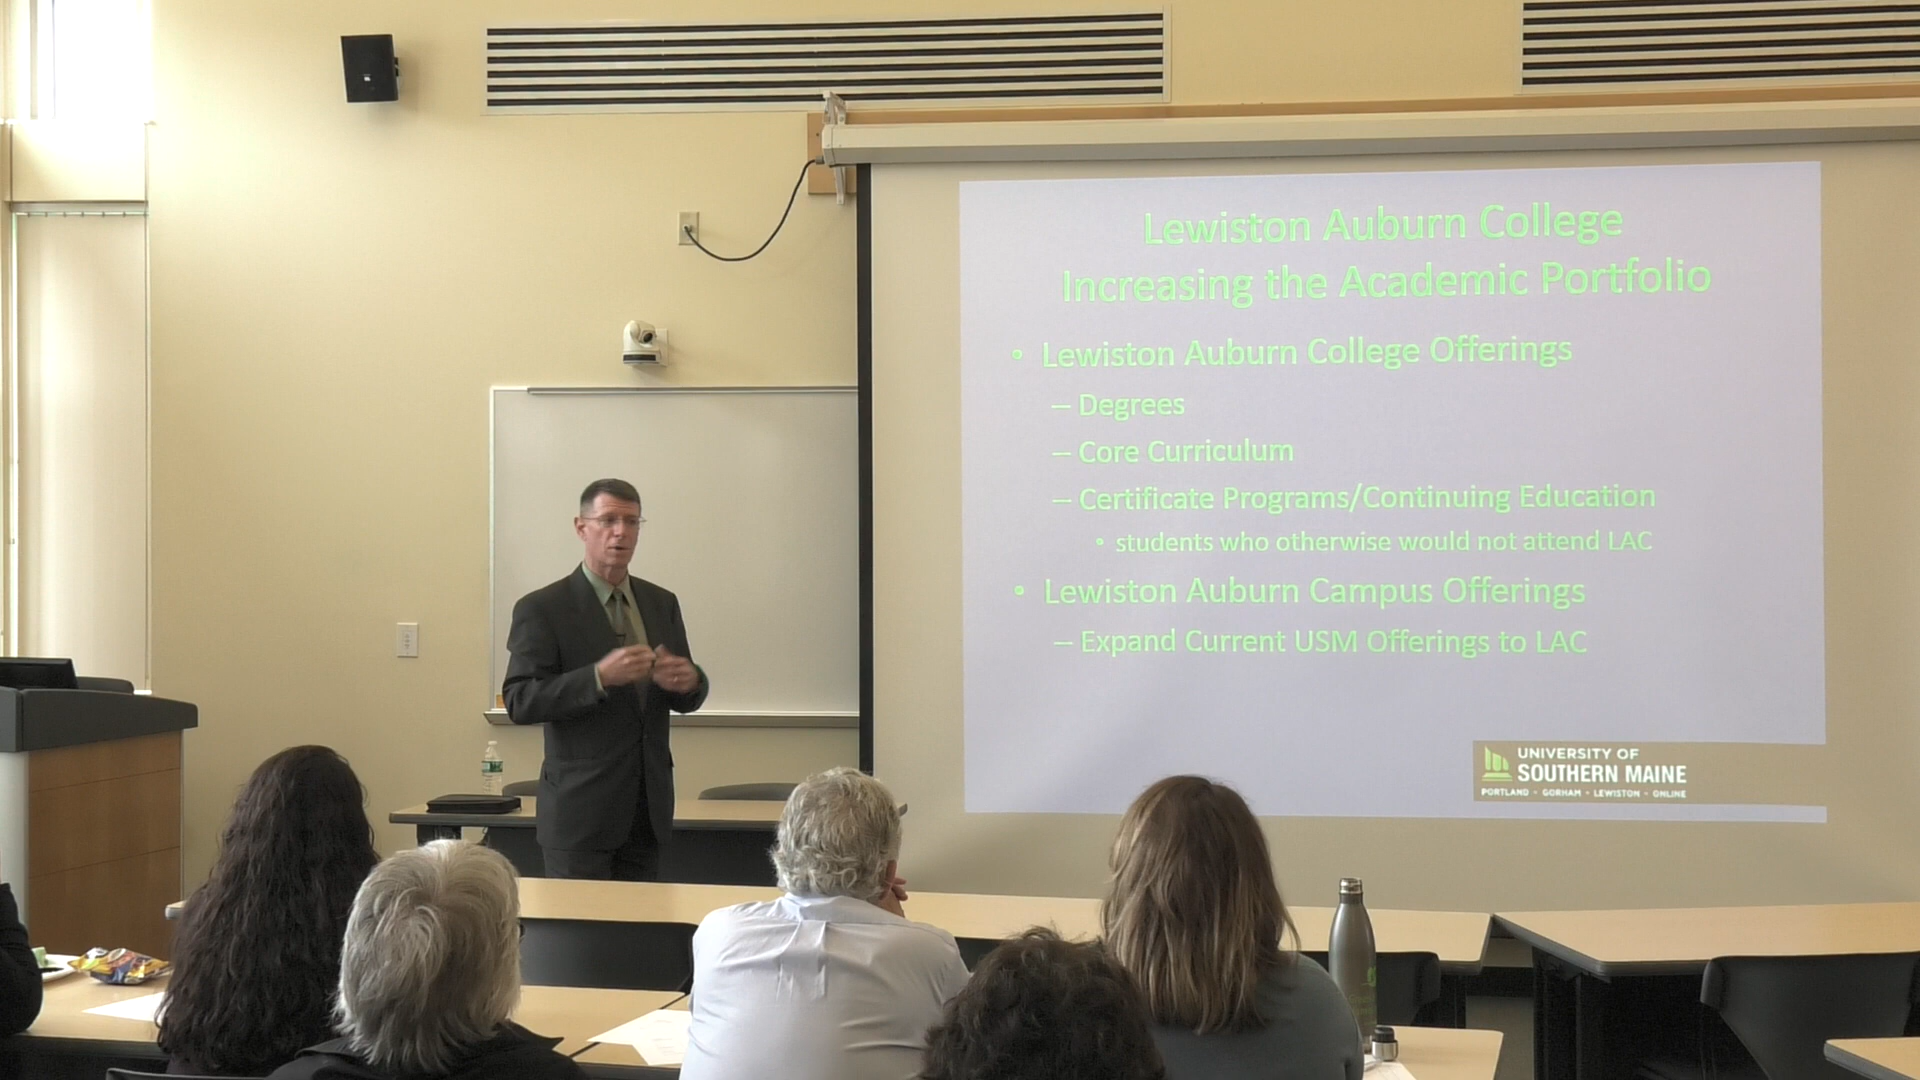 Lewiston Auburn College
Increasing the Academic Portfolio
• Lewiston Auburn College Offerings
– Degrees
– Core Curriculum
– Certificate Programs/Continuing Education
• students who otherwise would not attend LAC
• Lewiston Auburn Campus Offerings
– Expand Current USM Offerings to LAC
UNIVERSITY OF
SOUTHERN MAINE
PORTLAND • GORHAM • LEWISTON • ONLINE